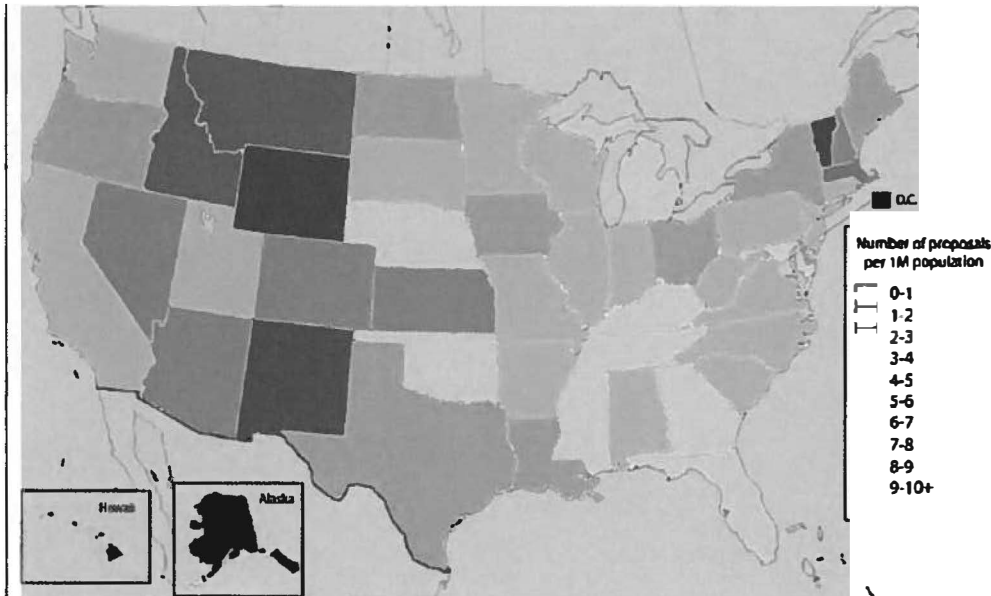 D.C.
Number of proposals
per 1M population
0-1
1-2
2-3
3-4
4-5
5-6
6-7
7-8
8-9
9-10+
Hawaii
Alaska